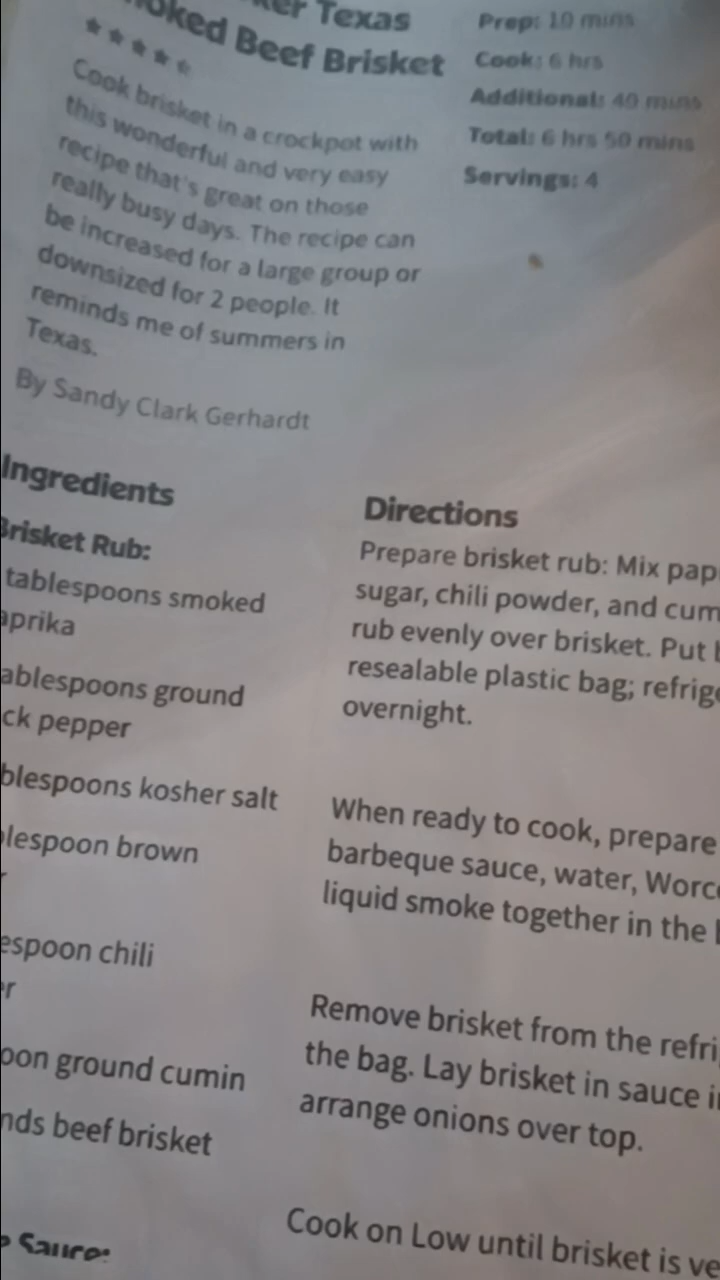 Texas
Beef Brisket
Prep: 10 mins
Cook: 6 hrs
Additional: 40 mins
Total: 6 hrs 50 mins
Servings: 4
Cook brisket in a crockpot with
this wonderful and very easy
recipe that's great on those
really busy days. The recipe can
be increased for a large group or
downsized for 2 people. It
reminds me of summers in
Texas.
By Sandy Clark Gerhardt
Ingredients
Brisket Rub:
tablespoons smoked
aprika
ablespoons ground
ck pepper
blespoons kosher salt
lespoon brown
r
espoon chili
er
oon ground cumin
nds beef brisket
Sauce:
Directions
Prepare brisket rub: Mix pap
sugar, chili powder, and cum
rub evenly over brisket. Put
resealable plastic bag; refrige
overnight.
When ready to cook, prepare
barbeque sauce, water, Worc
liquid smoke together in the
Remove brisket from the refri
the bag. Lay brisket in sauce i
arrange onions over top.
Cook on Low until brisket is ve